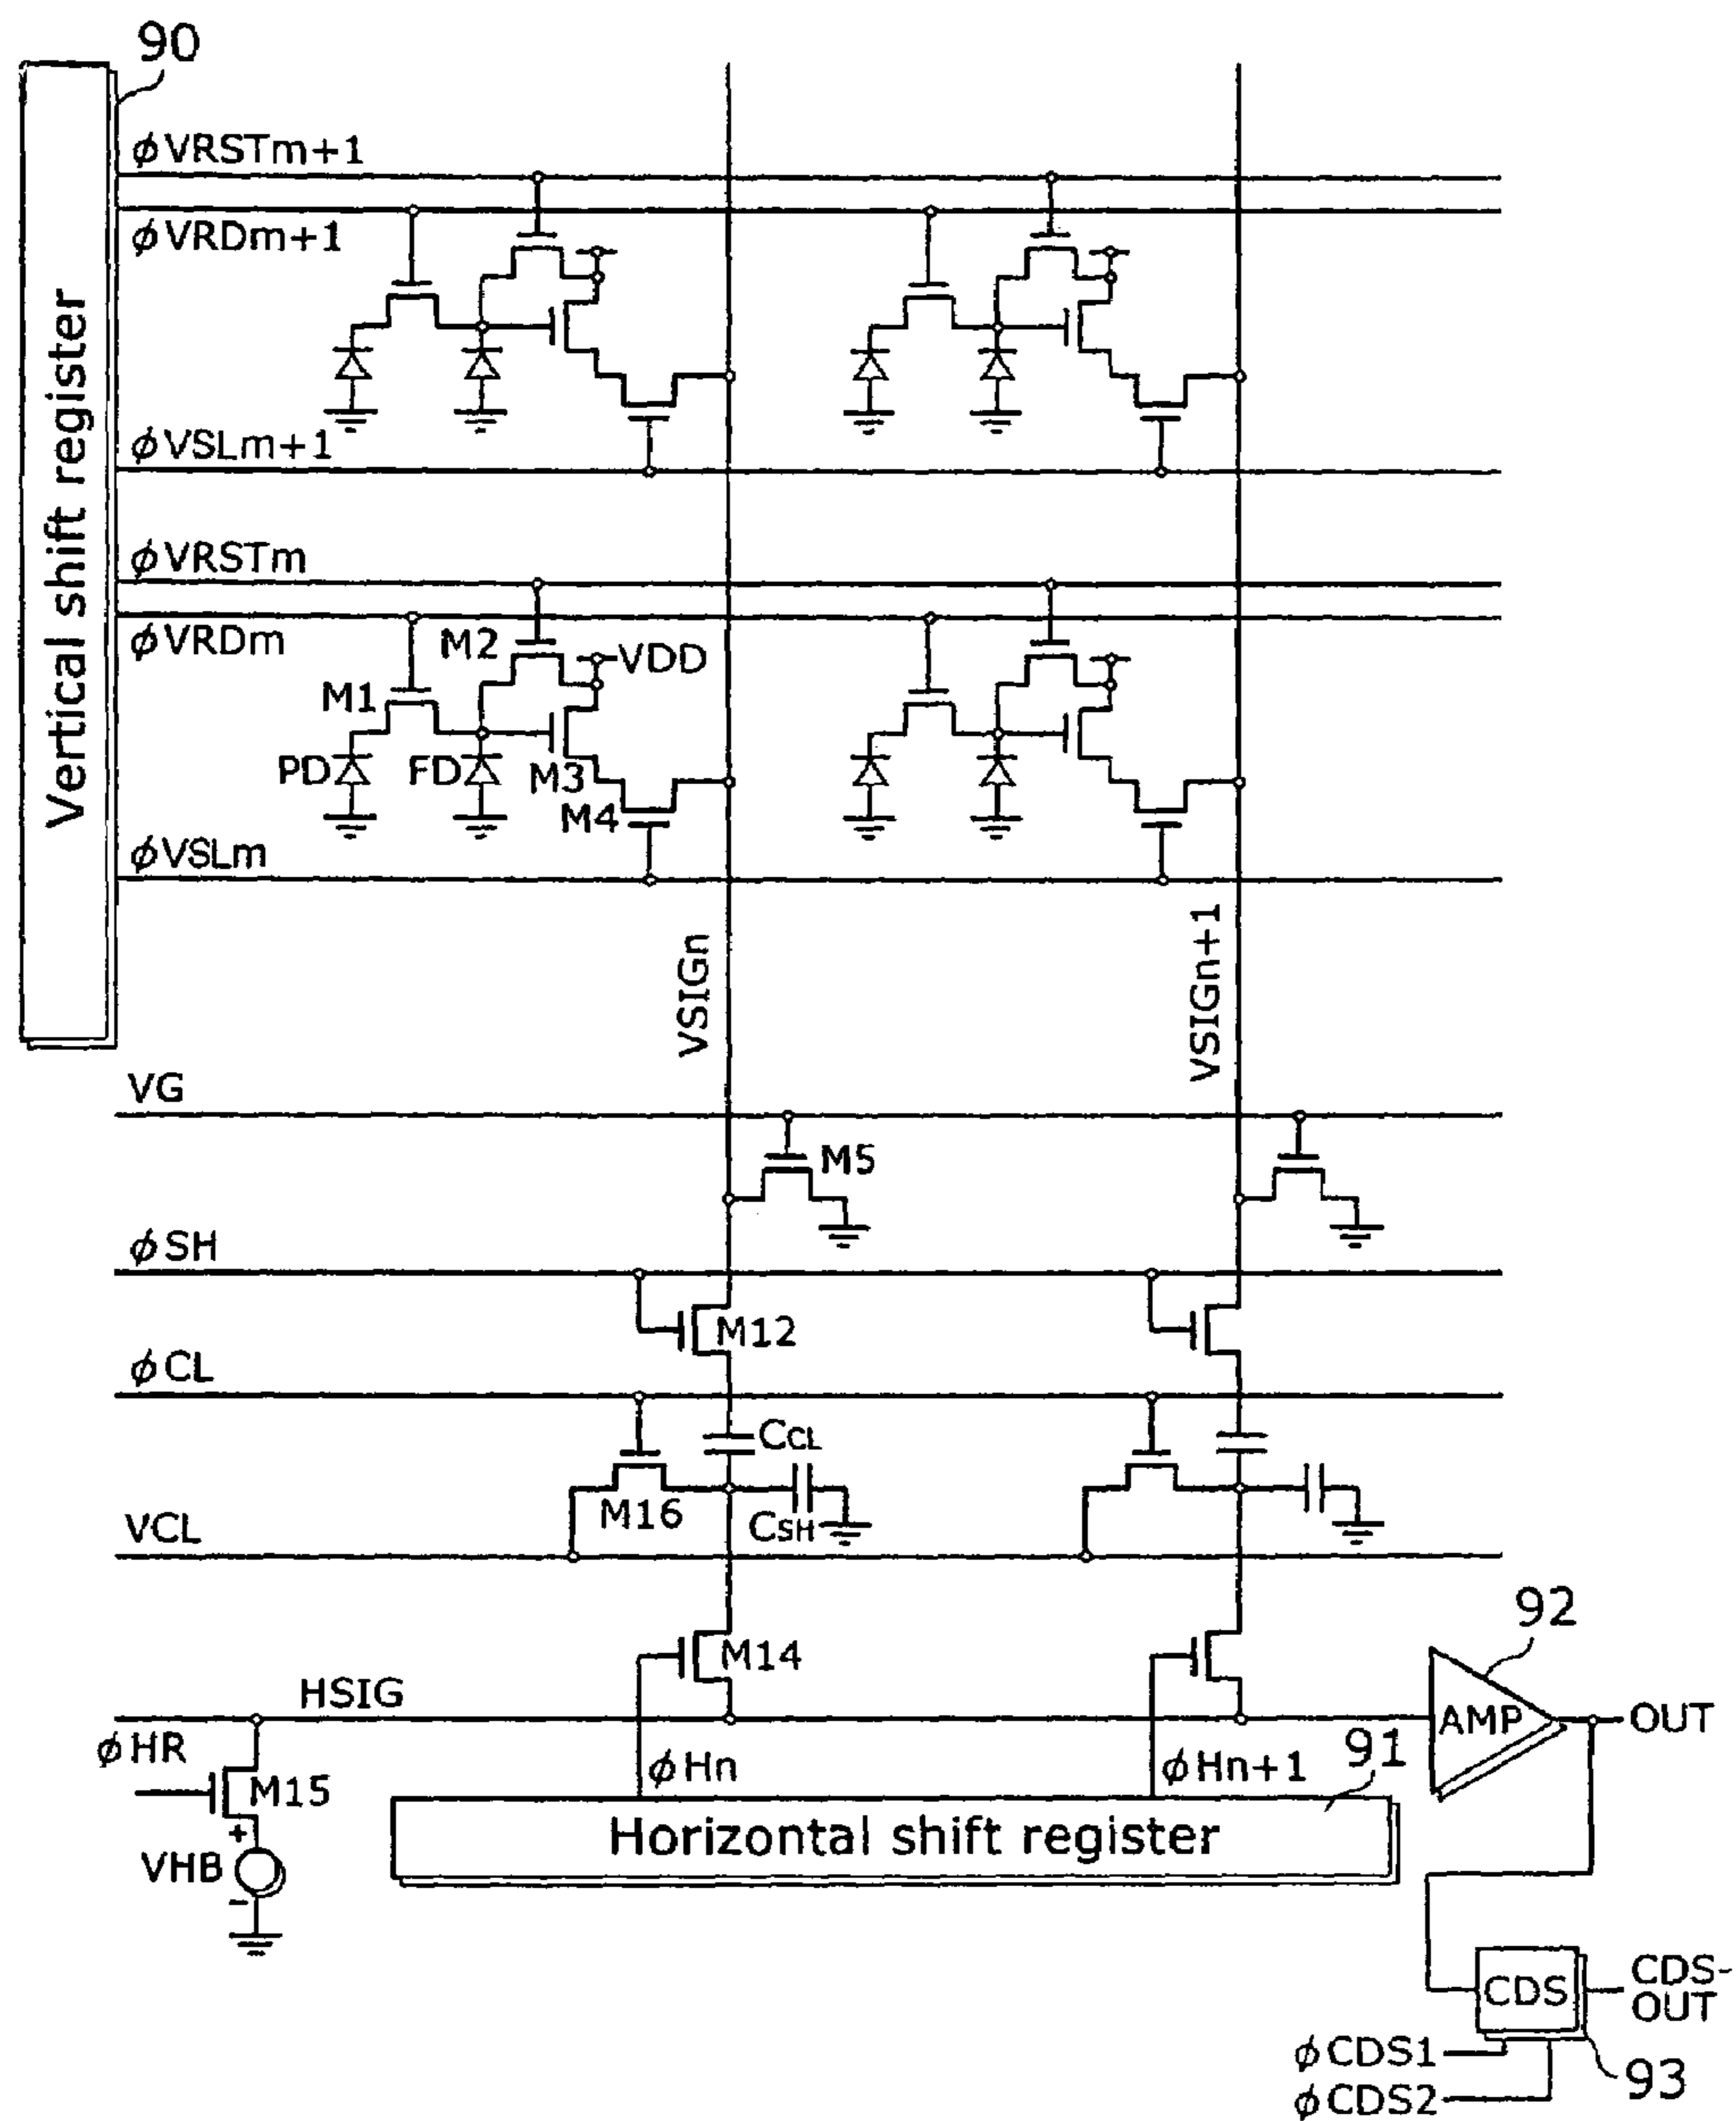 90
Vertical shift register
φVRSTm+1
φVRDm+1
φVSLm+1
φVRSTm
φVRDm
M2
VDD
M1
PD
FD
M3
M4
φVSLm
VSIGn
VSIGn+1
VG
M5
φSH
M12
φCL
CCL
M16
CSH
VCL
92
M14
HSIG
AMP
OUT
φHR
φHn
φHn+1
91
M15
Horizontal shift register
+
VHB
-
CDS
CDS-
OUT
φCDS1
φCDS2
93